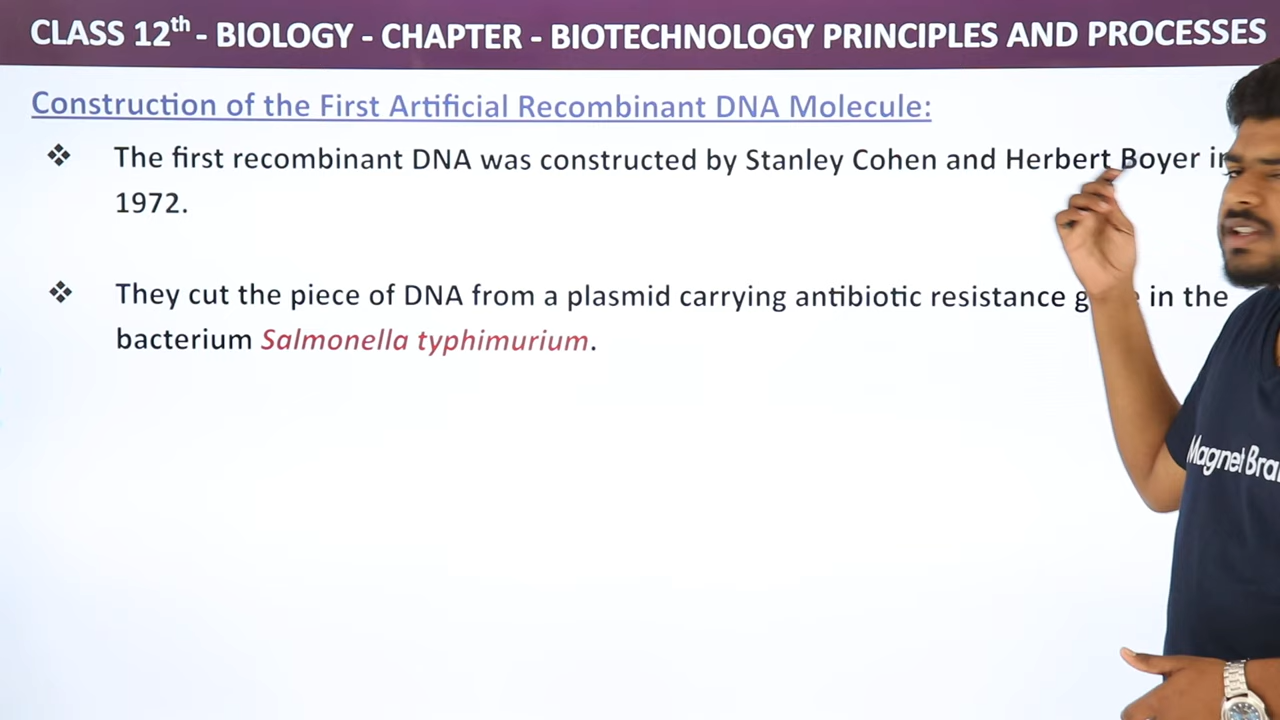 CLASS 12th - BIOLOGY - CHAPTER - BIOTECHNOLOGY PRINCIPLES AND PROCESSES
Construction of the First Artificial Recombinant DNA Molecule:
❖ The first recombinant DNA was constructed by Stanley Cohen and Herbert Boyer in
1972.
❖ They cut the piece of DNA from a plasmid carrying antibiotic resistance in the
bacterium Salmonella typhimurium.
Magnet